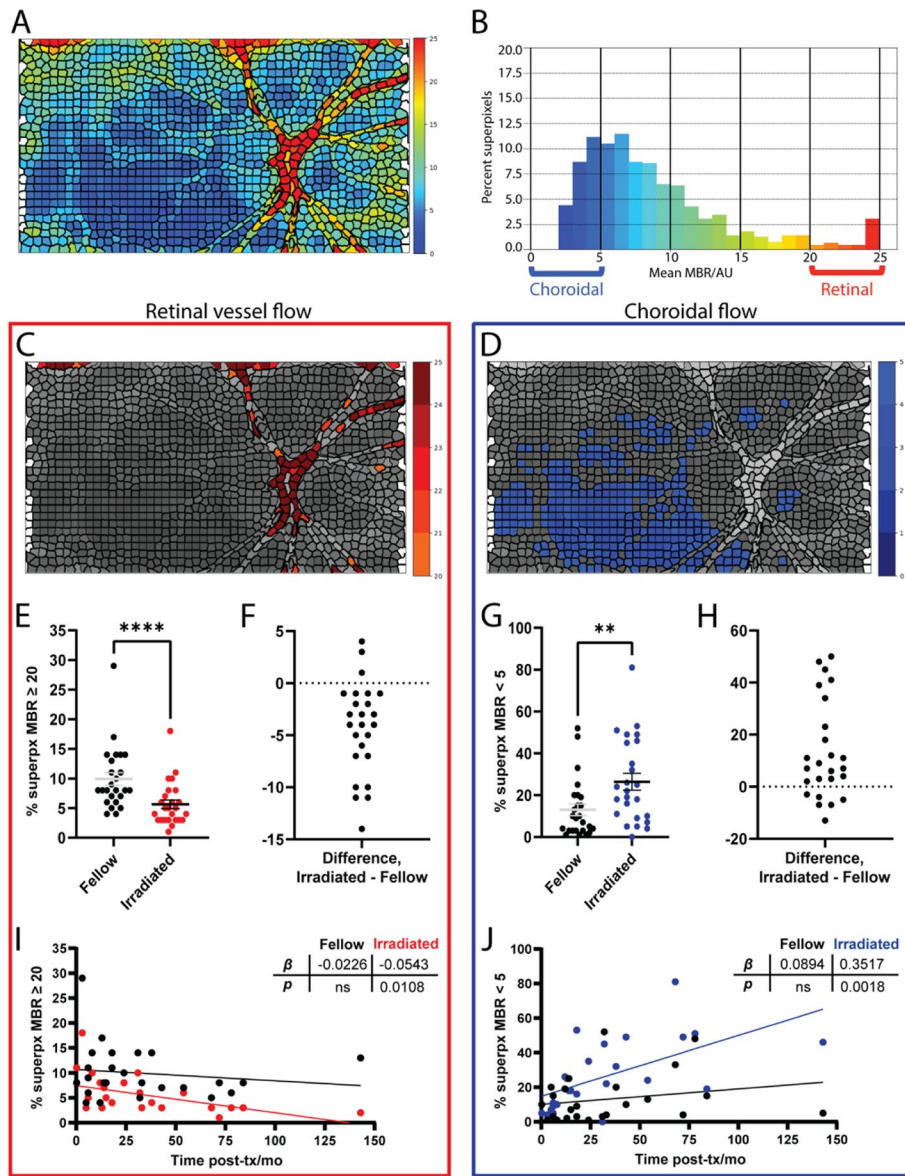 A
25
20
15
10
5
0
B
20.0
17.5
15.0
12.5
10.0
7.5
5.0
2.5
0.0
Percent superpixels
0 5 10 15 20 25
Mean MBR/AU
Choroidal
Retinal
Retinal vessel flow
Choroidal flow
C
25
24
23
22
21
20
D
5
4
3
2
1
0
E
35
30
25
20
15
10
5
0
% superpx MBR ≥ 20
****
Fellow
Irradiated
F
5
0
-5
-10
-15
Difference,
Irradiated - Fellow
G
100
80
60
40
20
0
% superpx MBR < 5
**
Fellow
Irradiated
H
60
40
20
0
-20
Difference,
Irradiated - Fellow
I
35
30
25
20
15
10
5
0
% superpx MBR ≥ 20
Fellow Irradiated
β -0.0226 -0.0543
p ns 0.0108
0 25 50 75 100 125 150
Time post-tx/mo
J
100
80
60
40
20
0
% superpx MBR < 5
Fellow Irradiated
β 0.0894 0.3517
p ns 0.0018
0 25 50 75 100 125 150
Time post-tx/mo